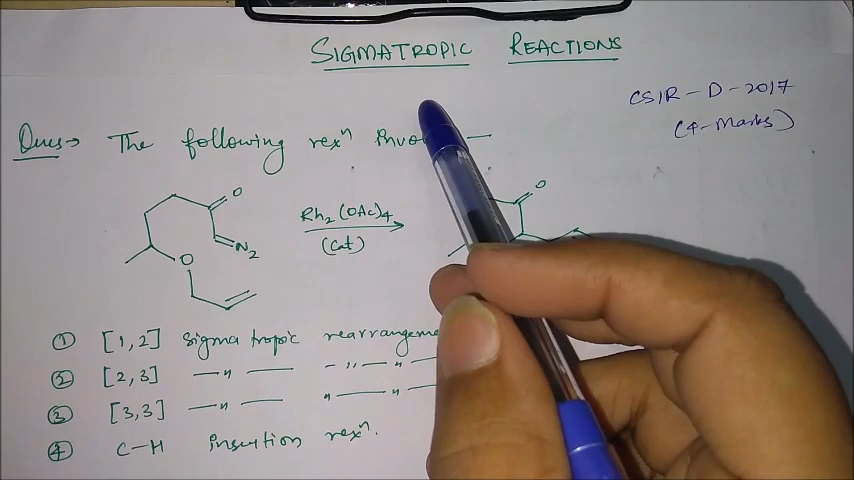 SIGMATROPIC REACTIONS
CSIR-D-2017
(4-Marks)
Ques→ The following rexⁿ —
O
N₂
O
Rh₂(OAc)₄
(Cat)
O
① [1,2] sigma tropic
② [2,3] —"— —"—"—
③ [3,3] —"— "—"—
④ C-H insertion rexⁿ.